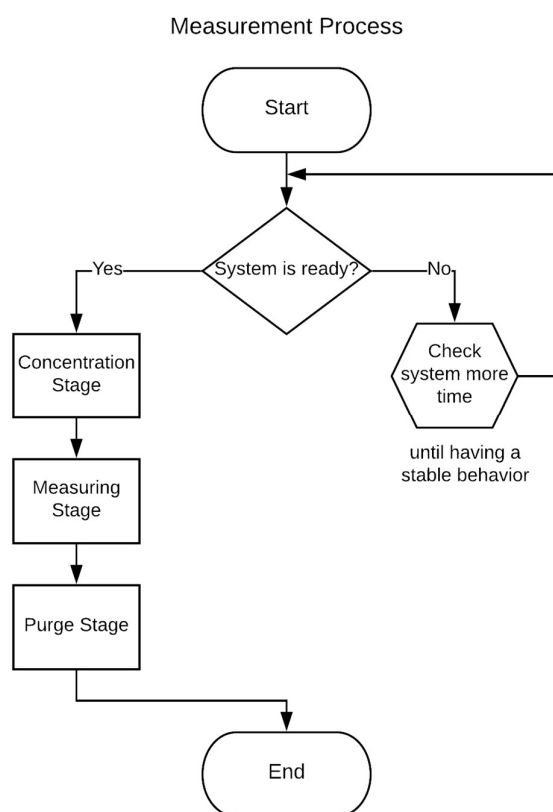 Measurement Process
Start
System is ready?
Yes
No
Concentration
Stage
Check
system more
time
until having a
stable behavior
Measuring
Stage
Purge Stage
End